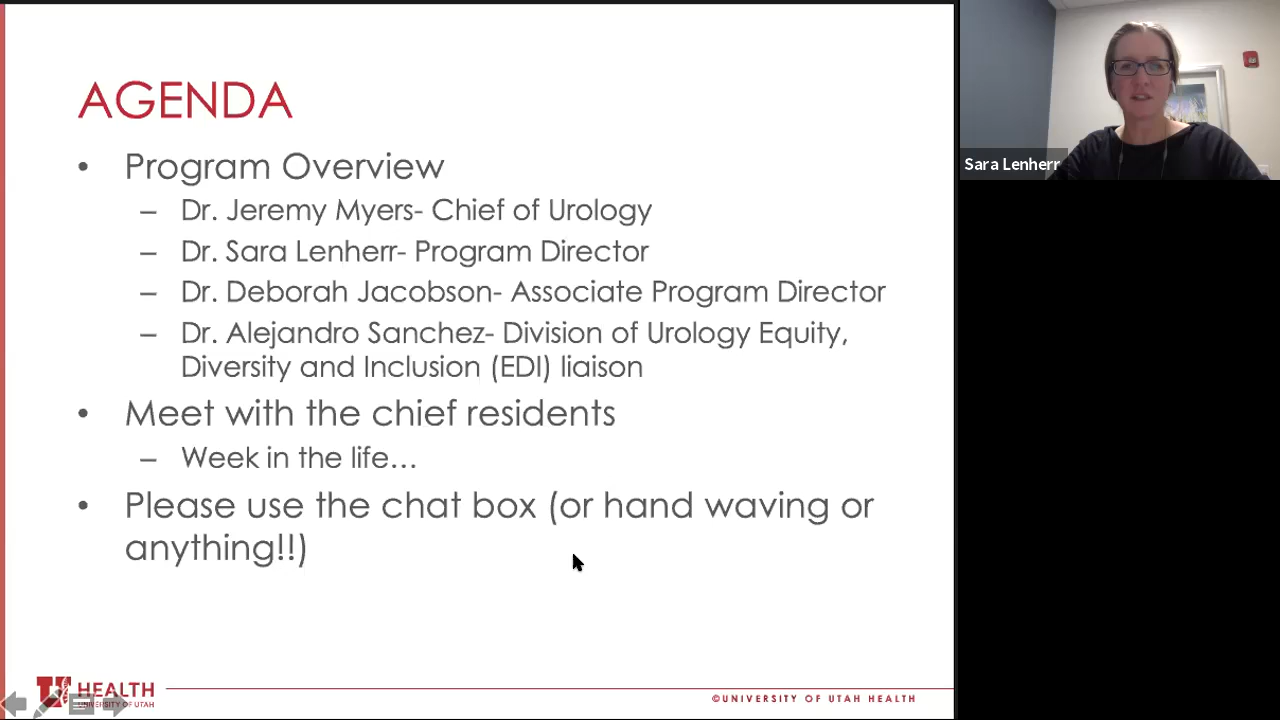 AGENDA
• Program Overview
– Dr. Jeremy Myers- Chief of Urology
– Dr. Sara Lenherr- Program Director
– Dr. Deborah Jacobson- Associate Program Director
– Dr. Alejandro Sanchez- Division of Urology Equity,
Diversity and Inclusion (EDI) liaison
• Meet with the chief residents
– Week in the life…
• Please use the chat box (or hand waving or
anything!!)
Sara Lenherr
HEALTH
UNIVERSITY OF UTAH
©UNIVERSITY OF UTAH HEALTH